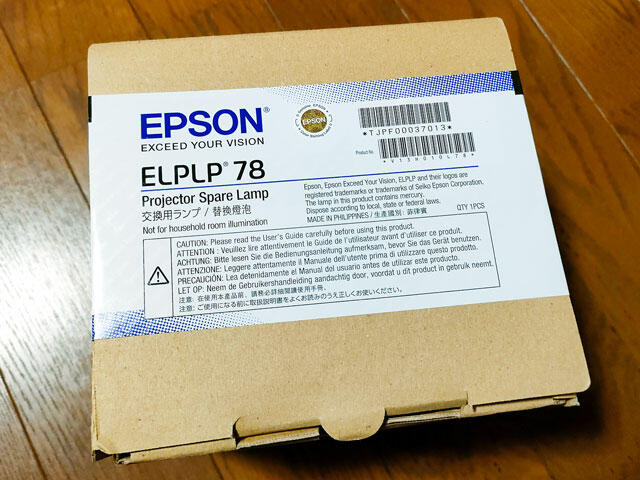 EPSON®
EXCEED YOUR VISION
EPSON
*TJPF00037013*
Product No.
*V13H010L78*
ELPLP® 78
Projector Spare Lamp
交換用ランプ / 替換燈泡
Not for household room illumination
Epson, Epson Exceed Your Vision, ELPLP and their logos are
registered trademarks or trademarks of Seiko Epson Corporation.
The lamp in this product contains mercury.
Dispose according to local, state or federal laws.
MADE IN PHILIPPINES / 生產國別 : 菲律賓
QTY 1PCS
CAUTION: Please read the User's Guide carefully before using this product.
ATTENTION : Veuillez lire attentivement le Guide de l'utilisateur avant d'utiliser ce produit.
ACHTUNG: Bitte lesen Sie die Bedienungsanleitung aufmerksam, bevor Sie das Gerät benutzen.
ATTENZIONE: Leggere attentamente il Manuale dell'utente prima di utilizzare questo prodotto.
PRECAUCIÓN: Lea detenidamente el Manual del usuario antes de utilizar este producto.
LET OP: Neem de Gebruikershandleiding aandachtig door, voordat u dit product in gebruik neemt.
注意: 在使用本產品前, 請務必詳細閱讀使用手冊.
注意: ご使用になる前に取扱説明書をよくお読みのうえ正しくお使いください.